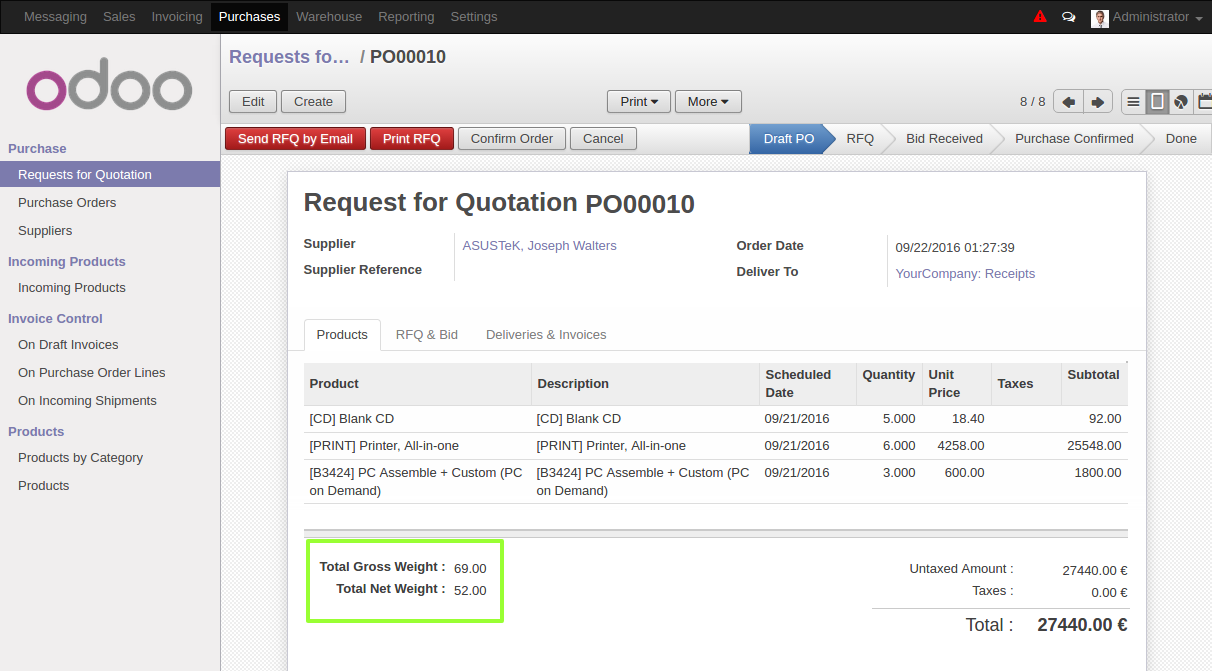 Messaging Sales Invoicing Purchases Warehouse Reporting Settings Administrator
odoo
Purchase
Requests for Quotation
Purchase Orders
Suppliers
Incoming Products
Incoming Products
Invoice Control
On Draft Invoices
On Purchase Order Lines
On Incoming Shipments
Products
Products by Category
Products
Requests fo… / PO00010
Edit Create Print More 8 / 8
Send RFQ by Email Print RFQ Confirm Order Cancel Draft PO RFQ Bid Received Purchase Confirmed Done
Request for Quotation PO00010
Supplier ASUSTeK, Joseph Walters
Supplier Reference
Order Date 09/22/2016 01:27:39
Deliver To YourCompany: Receipts
Products RFQ & Bid Deliveries & Invoices
Product Description Scheduled Date Quantity Unit Price Taxes Subtotal
[CD] Blank CD [CD] Blank CD 09/21/2016 5.000 18.40 92.00
[PRINT] Printer, All-in-one [PRINT] Printer, All-in-one 09/21/2016 6.000 4258.00 25548.00
[B3424] PC Assemble + Custom (PC [B3424] PC Assemble + Custom (PC 09/21/2016 3.000 600.00 1800.00
on Demand) on Demand)
Total Gross Weight : 69.00
Total Net Weight : 52.00
Untaxed Amount : 27440.00 €
Taxes : 0.00 €
Total : 27440.00 €